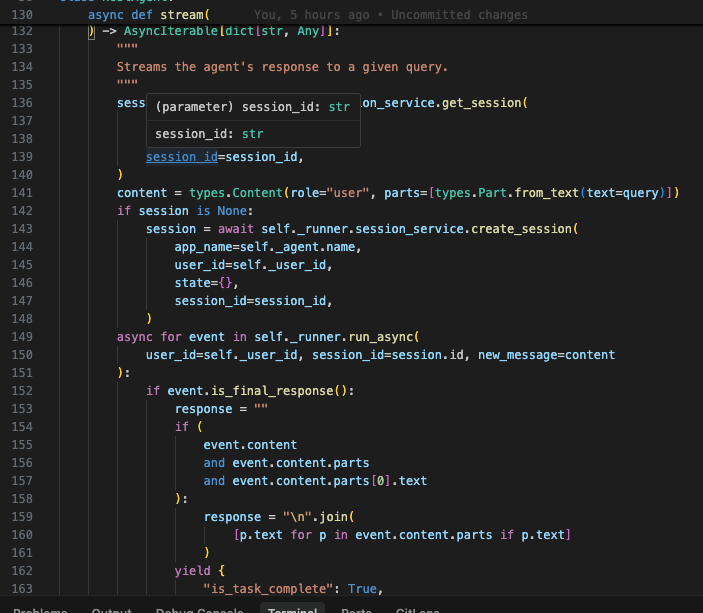 130 async def stream( You, 5 hours ago • Uncommitted changes
132 ) -> AsyncIterable[dict[str, Any]]:
133 """
134 Streams the agent's response to a given query.
135 """
136 sess on_service.get_session(
(parameter) session_id: str
137
138
session_id: str
139 session_id=session_id,
140 )
141 content = types.Content(role="user", parts=[types.Part.from_text(text=query)])
142 if session is None:
143 session = await self._runner.session_service.create_session(
144 app_name=self._agent.name,
145 user_id=self._user_id,
146 state={},
147 session_id=session_id,
148 )
149 async for event in self._runner.run_async(
150 user_id=self._user_id, session_id=session.id, new_message=content
151 ):
152 if event.is_final_response():
153 response = ""
154 if (
155 event.content
156 and event.content.parts
157 and event.content.parts[0].text
158 ):
159 response = "\n".join(
160 [p.text for p in event.content.parts if p.text]
161 )
162 yield {
163 "is_task_complete": True,
Problems Output Debug Console Terminal Ports GitLens